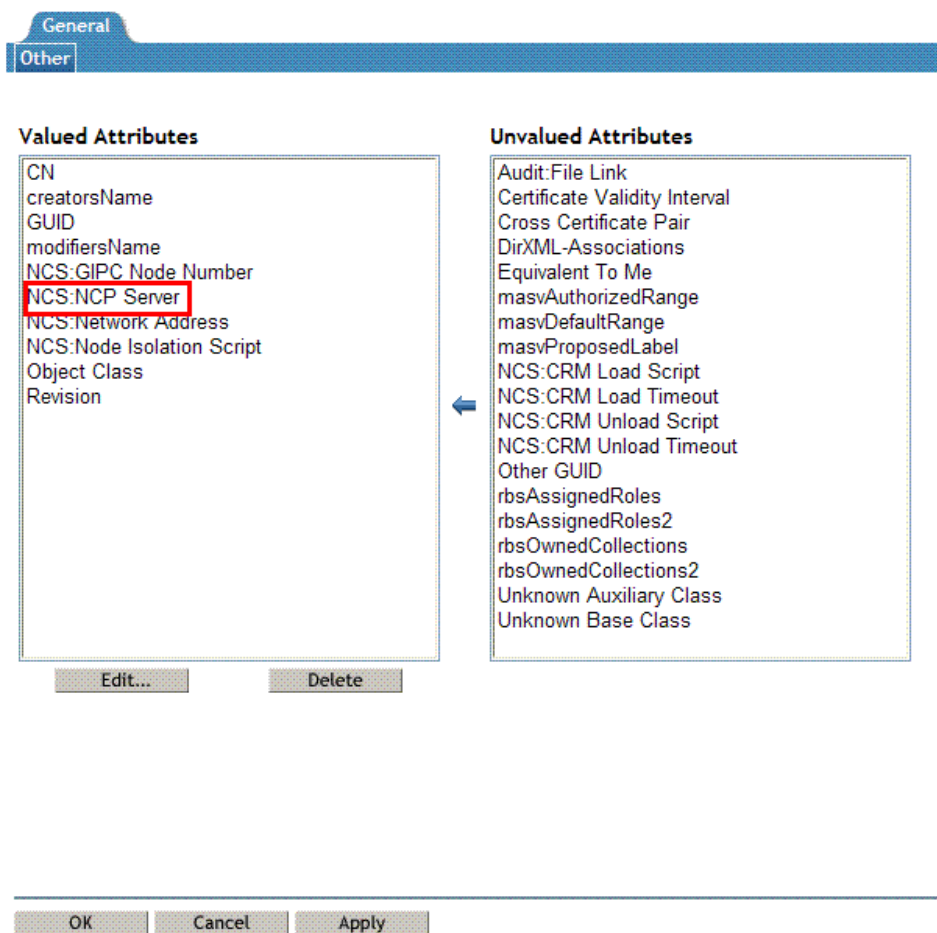 General
Other
Valued Attributes
CN
creatorsName
GUID
modifiersName
NCS:GIPC Node Number
NCS:NCP Server
NCS:Network Address
NCS:Node Isolation Script
Object Class
Revision
Unvalued Attributes
Audit:File Link
Certificate Validity Interval
Cross Certificate Pair
DirXML-Associations
Equivalent To Me
masvAuthorizedRange
masvDefaultRange
masvProposedLabel
NCS:CRM Load Script
NCS:CRM Load Timeout
NCS:CRM Unload Script
NCS:CRM Unload Timeout
Other GUID
rbsAssignedRoles
rbsAssignedRoles2
rbsOwnedCollections
rbsOwnedCollections2
Unknown Auxiliary Class
Unknown Base Class
Edit... Delete
OK Cancel Apply